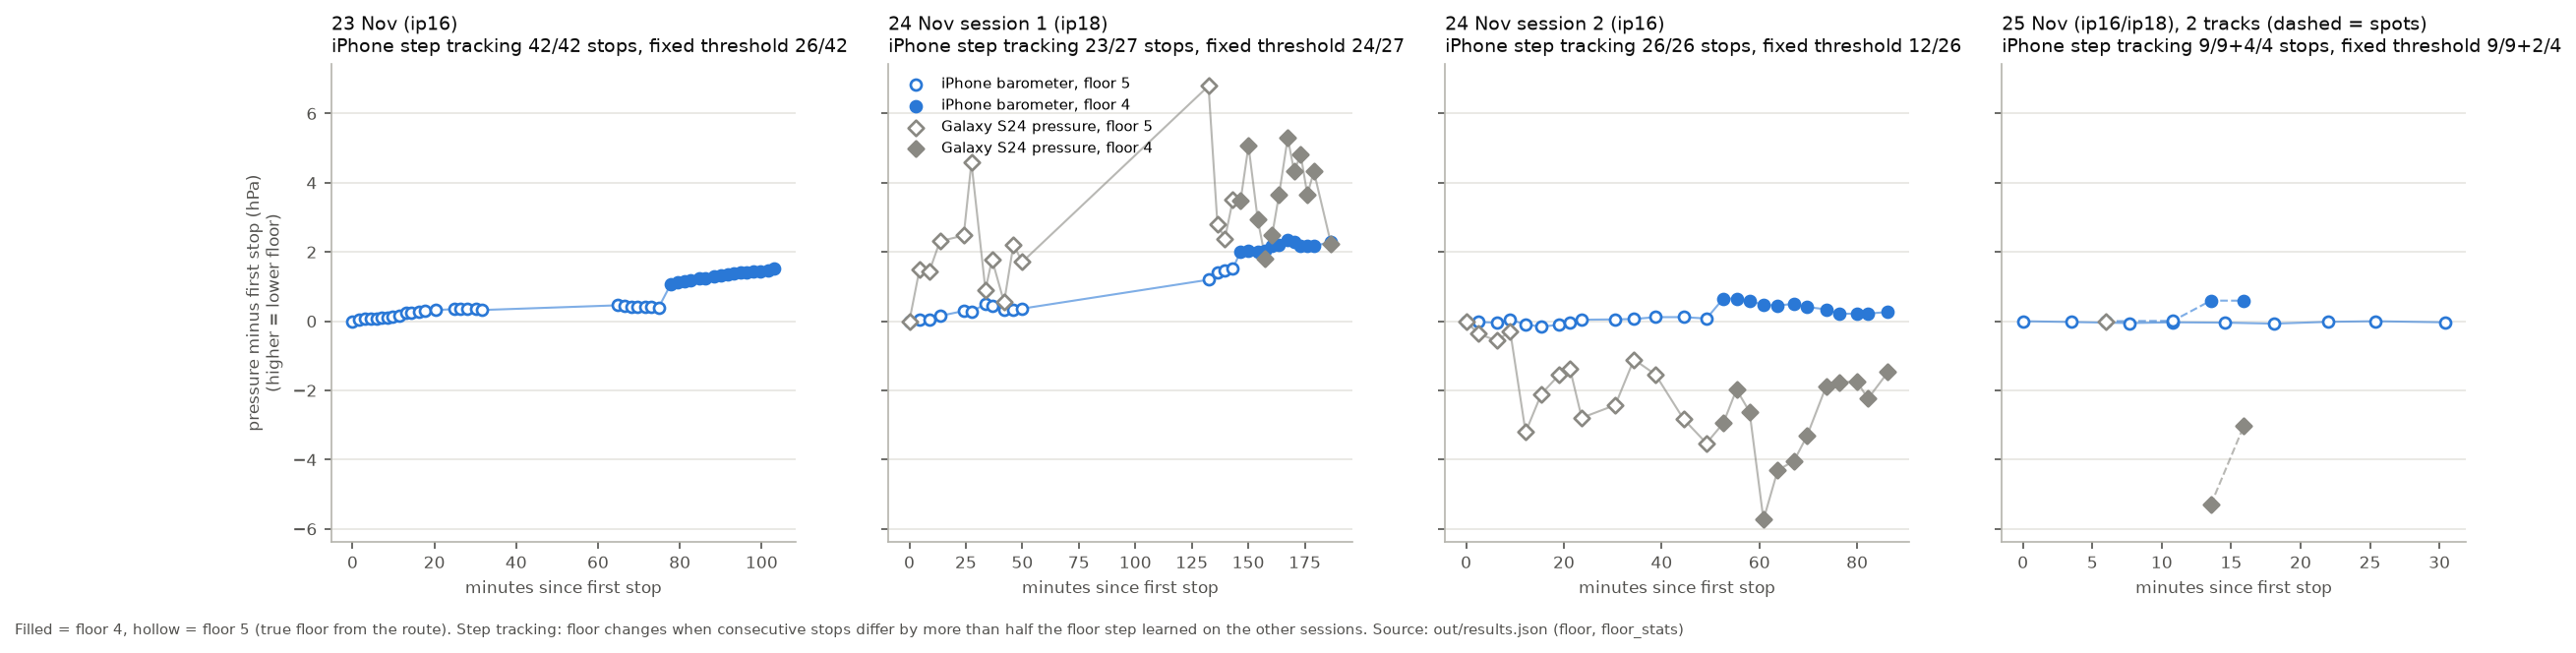 23 Nov (ip16)
iPhone step tracking 42/42 stops, fixed threshold 26/42
24 Nov session 1 (ip18)
iPhone step tracking 23/27 stops, fixed threshold 24/27
24 Nov session 2 (ip16)
iPhone step tracking 26/26 stops, fixed threshold 12/26
25 Nov (ip16/ip18), 2 tracks (dashed = spots)
iPhone step tracking 9/9+4/4 stops, fixed threshold 9/9+2/4
pressure minus first stop (hPa)
(higher = lower floor)
6
4
2
0
−2
−4
−6
iPhone barometer, floor 5
iPhone barometer, floor 4
Galaxy S24 pressure, floor 5
Galaxy S24 pressure, floor 4
0 20 40 60 80 100
minutes since first stop
0 25 50 75 100 125 150 175
minutes since first stop
0 20 40 60 80
minutes since first stop
0 5 10 15 20 25 30
minutes since first stop
Filled = floor 4, hollow = floor 5 (true floor from the route). Step tracking: floor changes when consecutive stops differ by more than half the floor step learned on the other sessions. Source: out/results.json (floor, floor_stats)